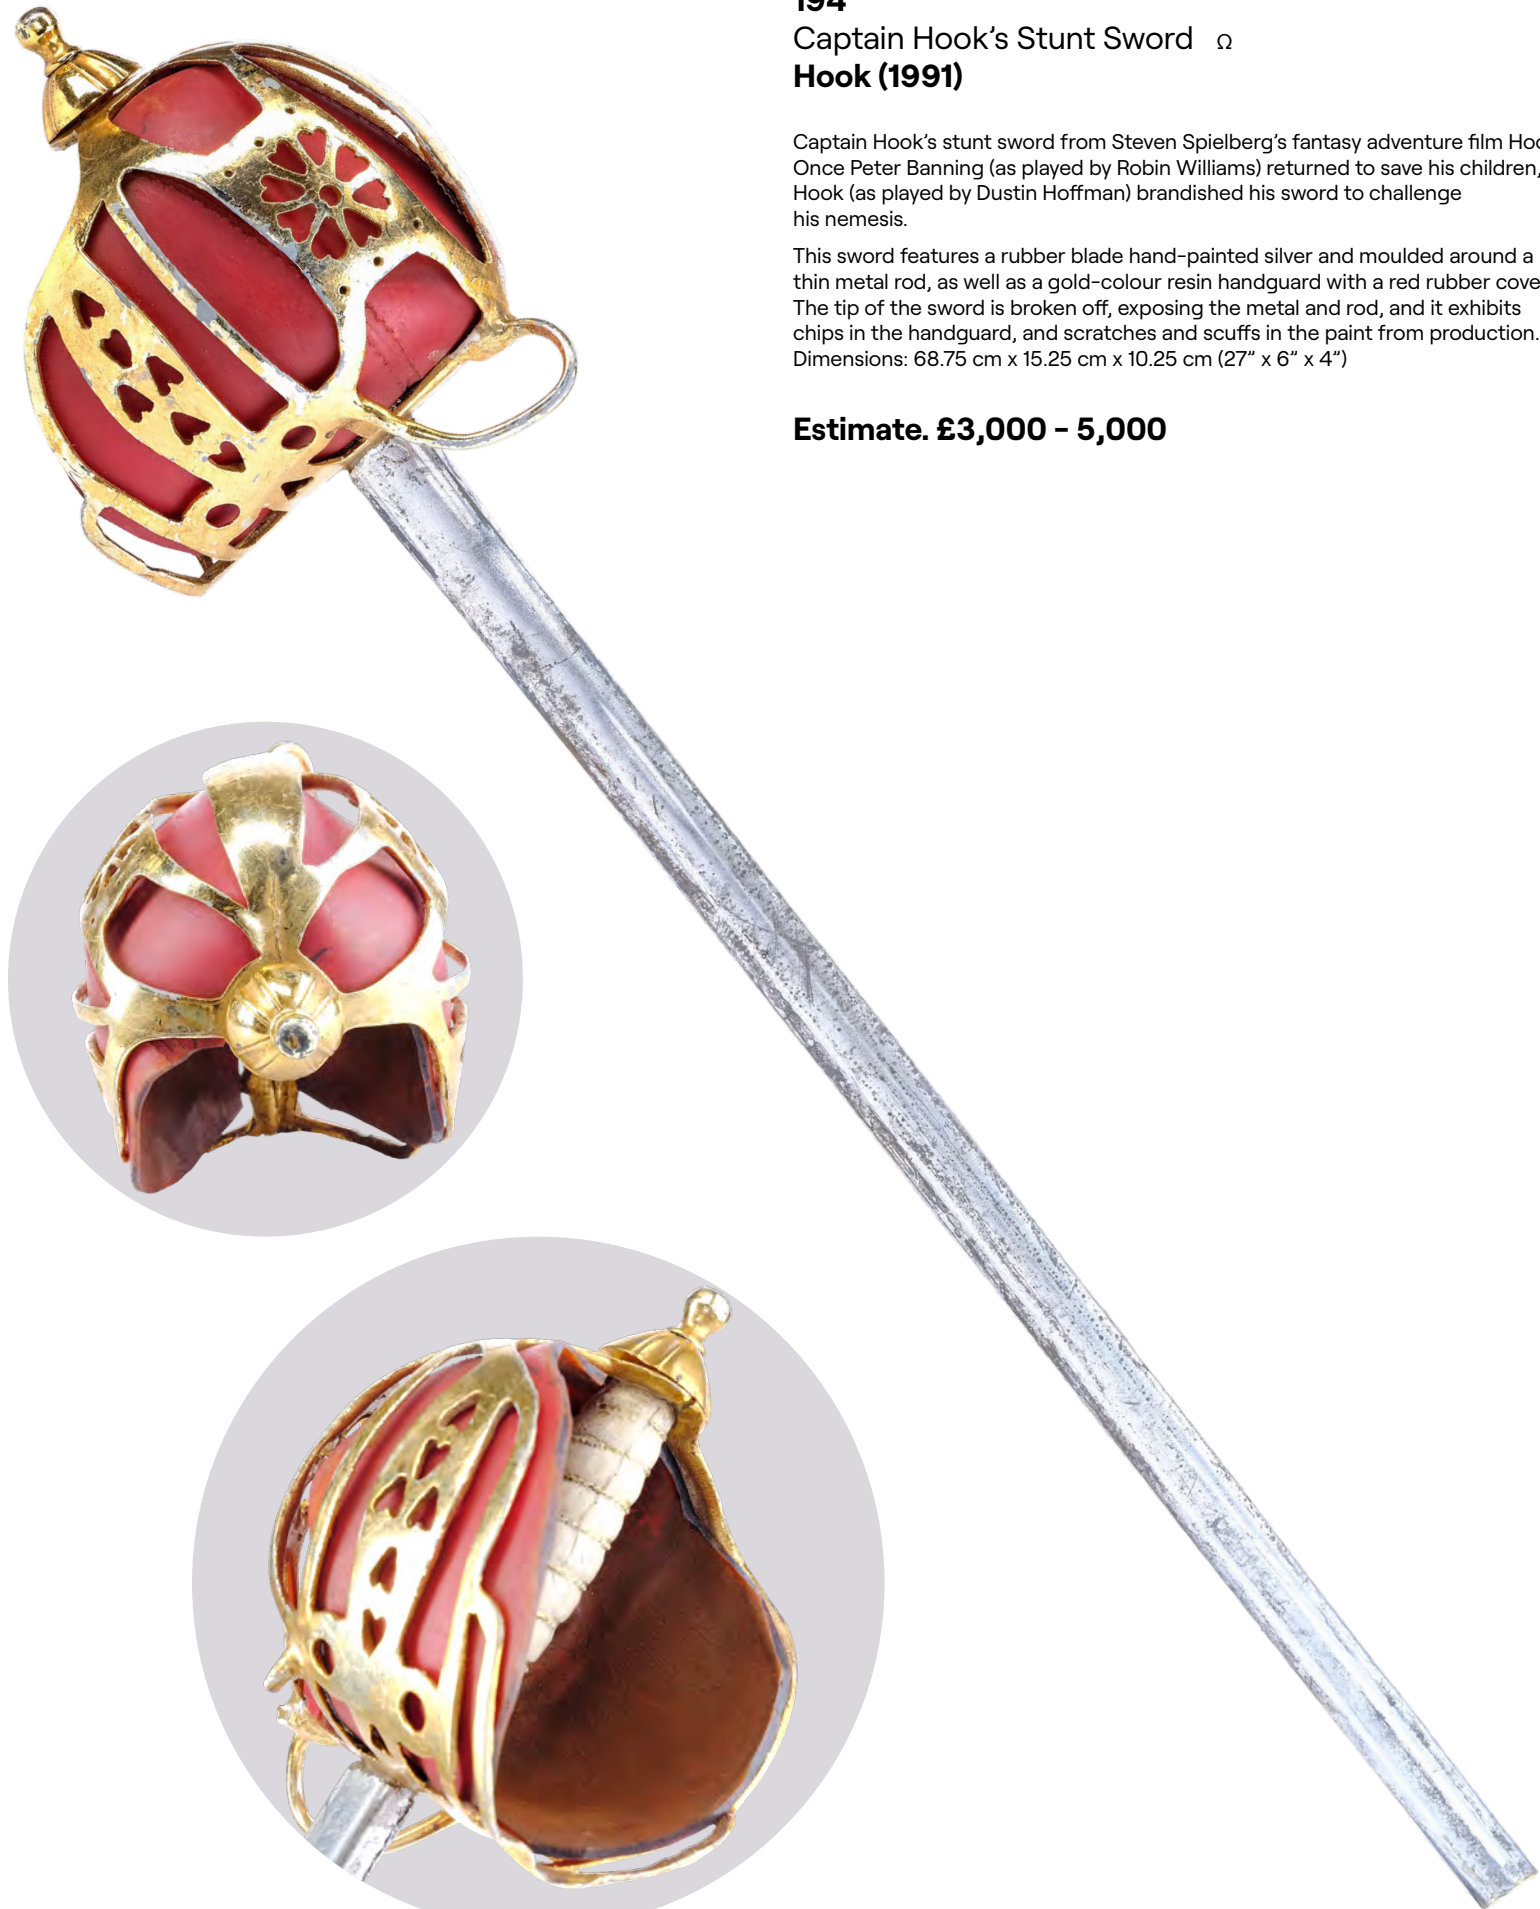 194
Captain Hook’s Stunt Sword Ω
Hook (1991)
Captain Hook’s stunt sword from Steven Spielberg’s fantasy adventure film
Once Peter Banning (as played by Robin Williams) returned to save his children,
Hook (as played by Dustin Hoffman) brandished his sword to challenge
his nemesis.
This sword features a rubber blade hand-painted silver and moulded around a
thin metal rod, as well as a gold-colour resin handguard with a red rubber
The tip of the sword is broken off, exposing the metal and rod, and it exhibits
chips in the handguard, and scratches and scuffs in the paint from production.
Dimensions: 68.75 cm x 15.25 cm x 10.25 cm (27” x 6” x 4”)
Estimate. £3,000 - 5,000